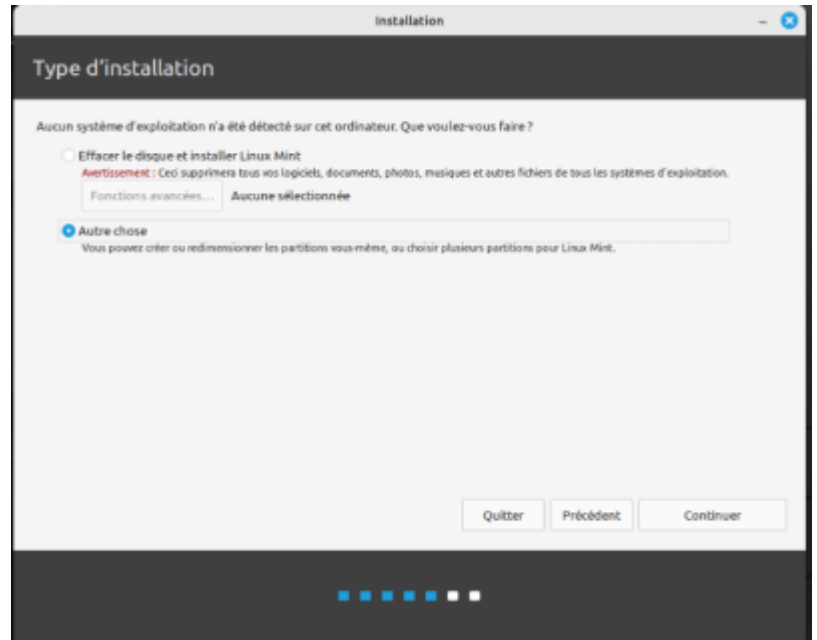 Installation
Type d'installation
Aucun système d'exploitation n'a été détecté sur cet ordinateur. Que voulez-vous faire ?
Effacer le disque et installer Linux Mint
Avertissement : Ceci supprimera tous vos logiciels, documents, photos, musiques et autres fichiers de tous les systèmes d'exploitation.
Fonctions avancées... Aucune sélectionnée
Autre chose
Vous pouvez créer ou redimensionner les partitions vous-même, ou choisir plusieurs partitions pour Linux Mint.
Quitter Précédent Continuer